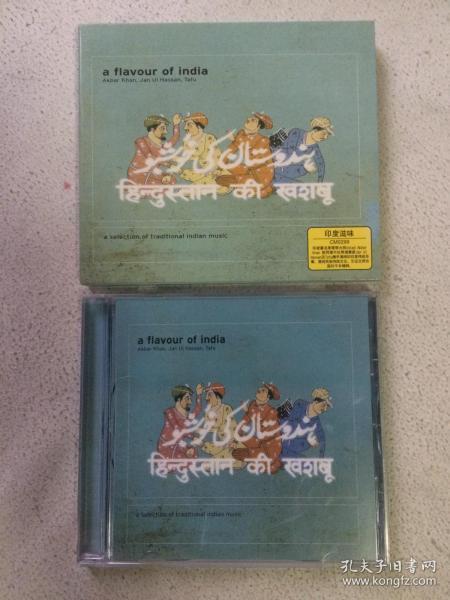 a flavour of india
Akbar Khan, Jan Ul Hassan, Tafu
ہندوستان کی خوشبو
हिन्दुस्तान की खशबू
a selection of traditional indian music
印度滋味
CMS299
a flavour of india
Akbar Khan, Jan Ul Hassan, Tafu
ہندوستان کی خوشبو
हिन्दुस्तान की खशबू
a selection of traditional indian music
孔夫子旧书网
www.kongfz.com